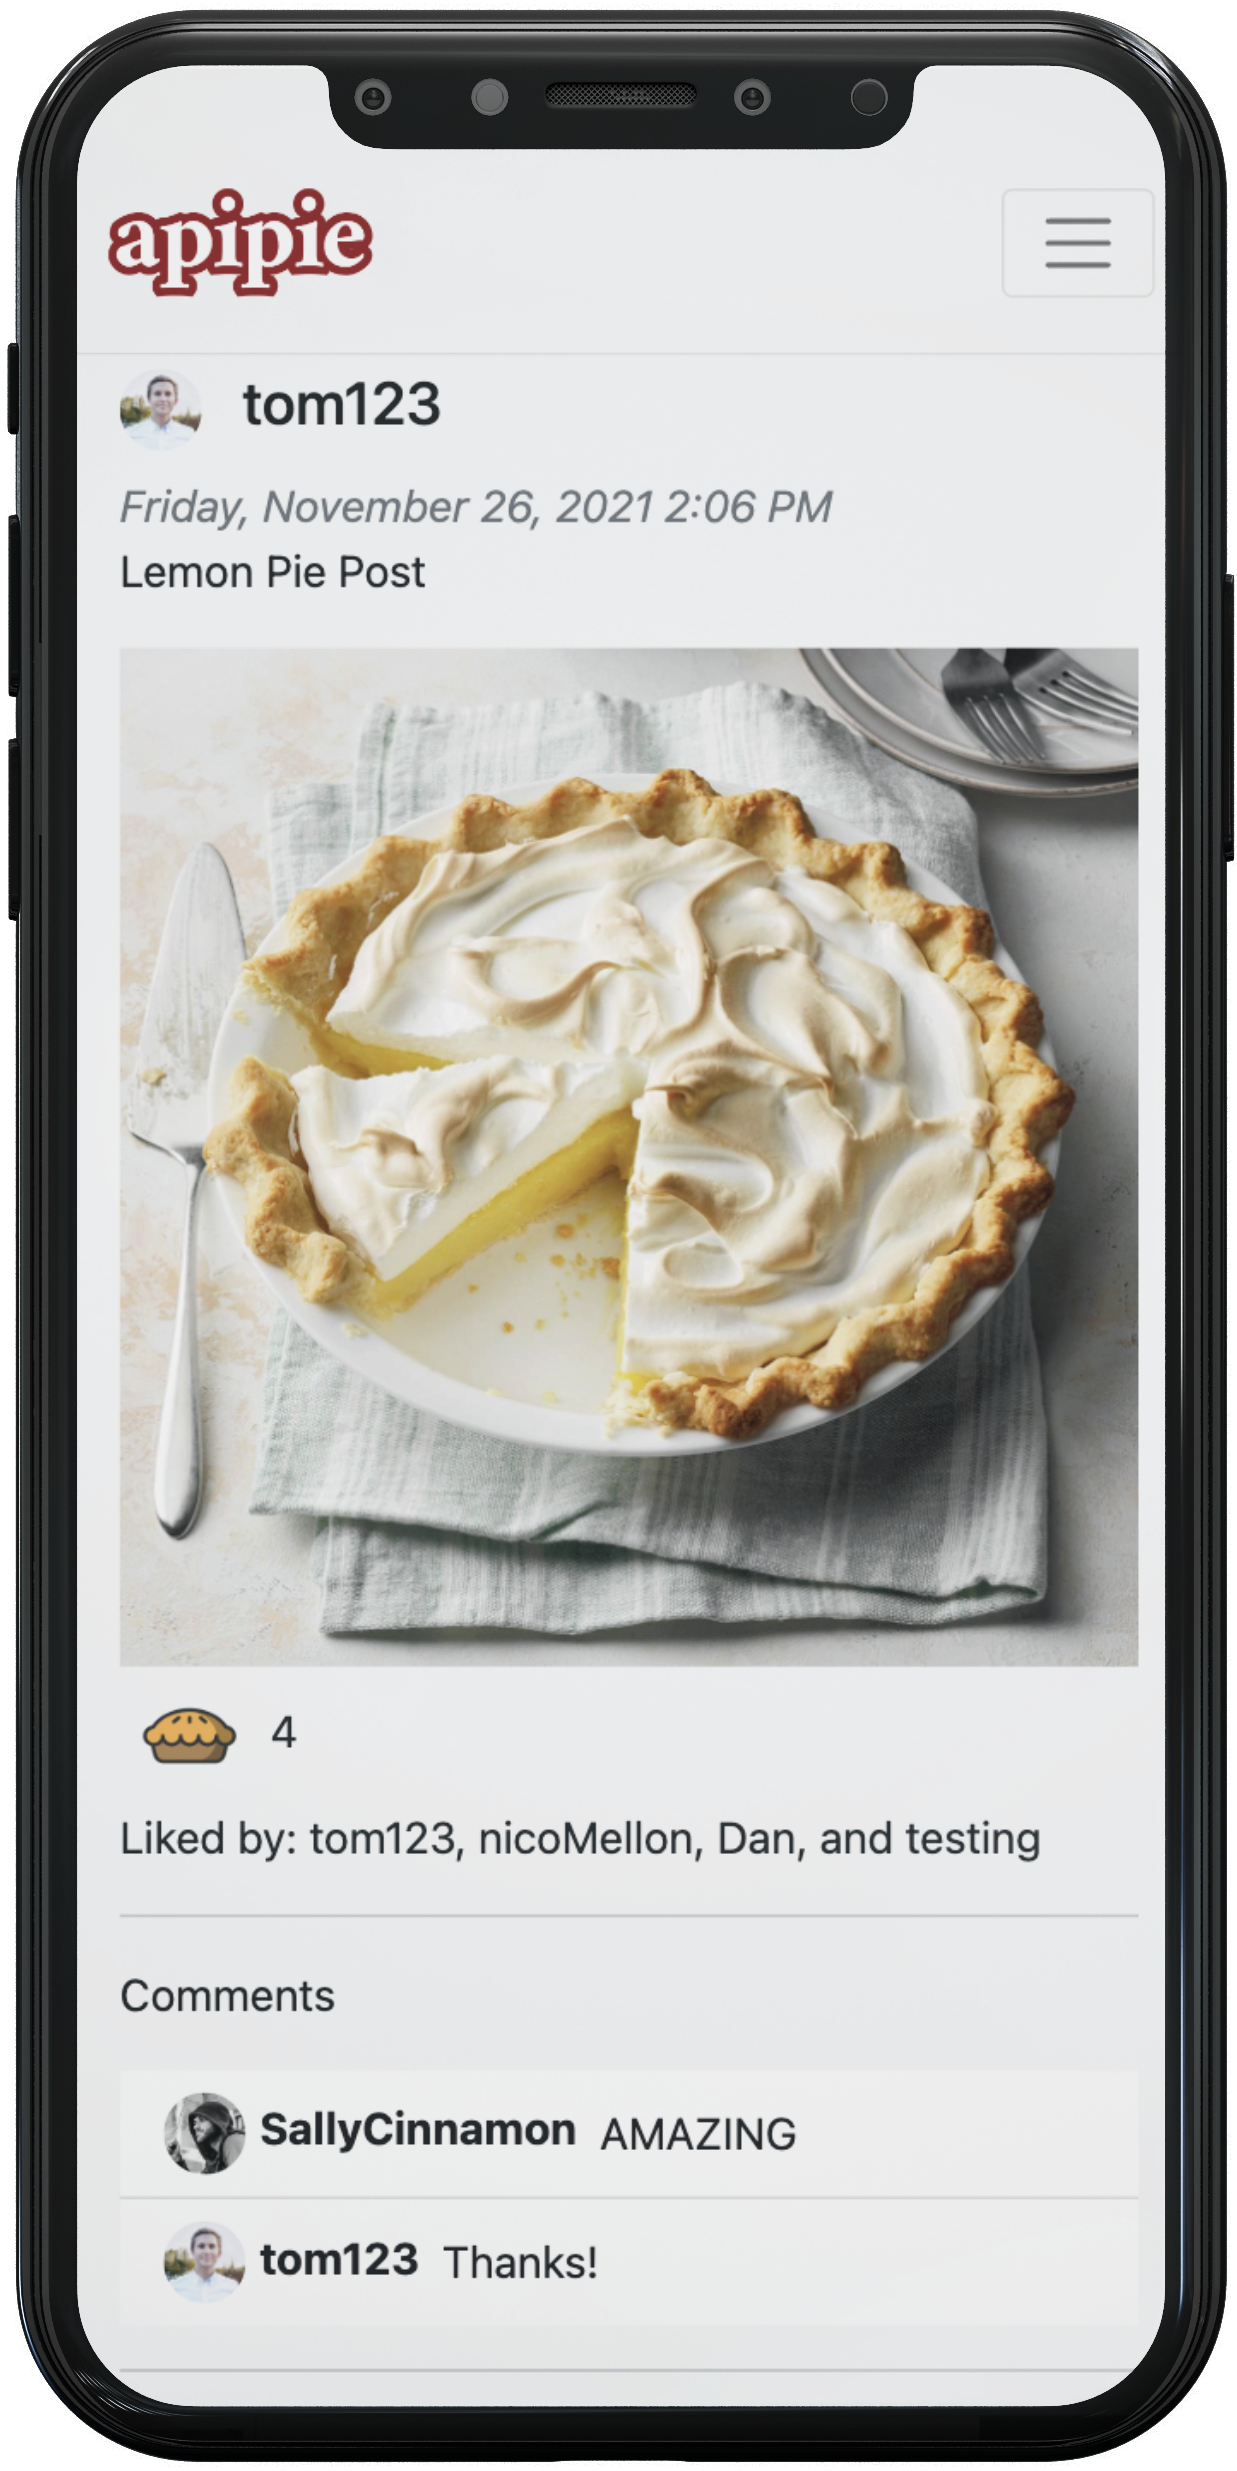 apipie
tom123
Friday, November 26, 2021 2:06 PM
Lemon Pie Post
4
Liked by: tom123, nicoMellon, Dan, and testing
Comments
SallyCinnamon AMAZING
tom123 Thanks!